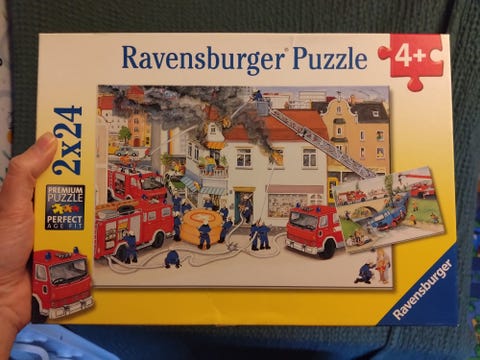 Ravensburger® Puzzle
4+
2x24
PREMIUM
PUZZLE
PERFECT
AGE FIT
Ravensburger